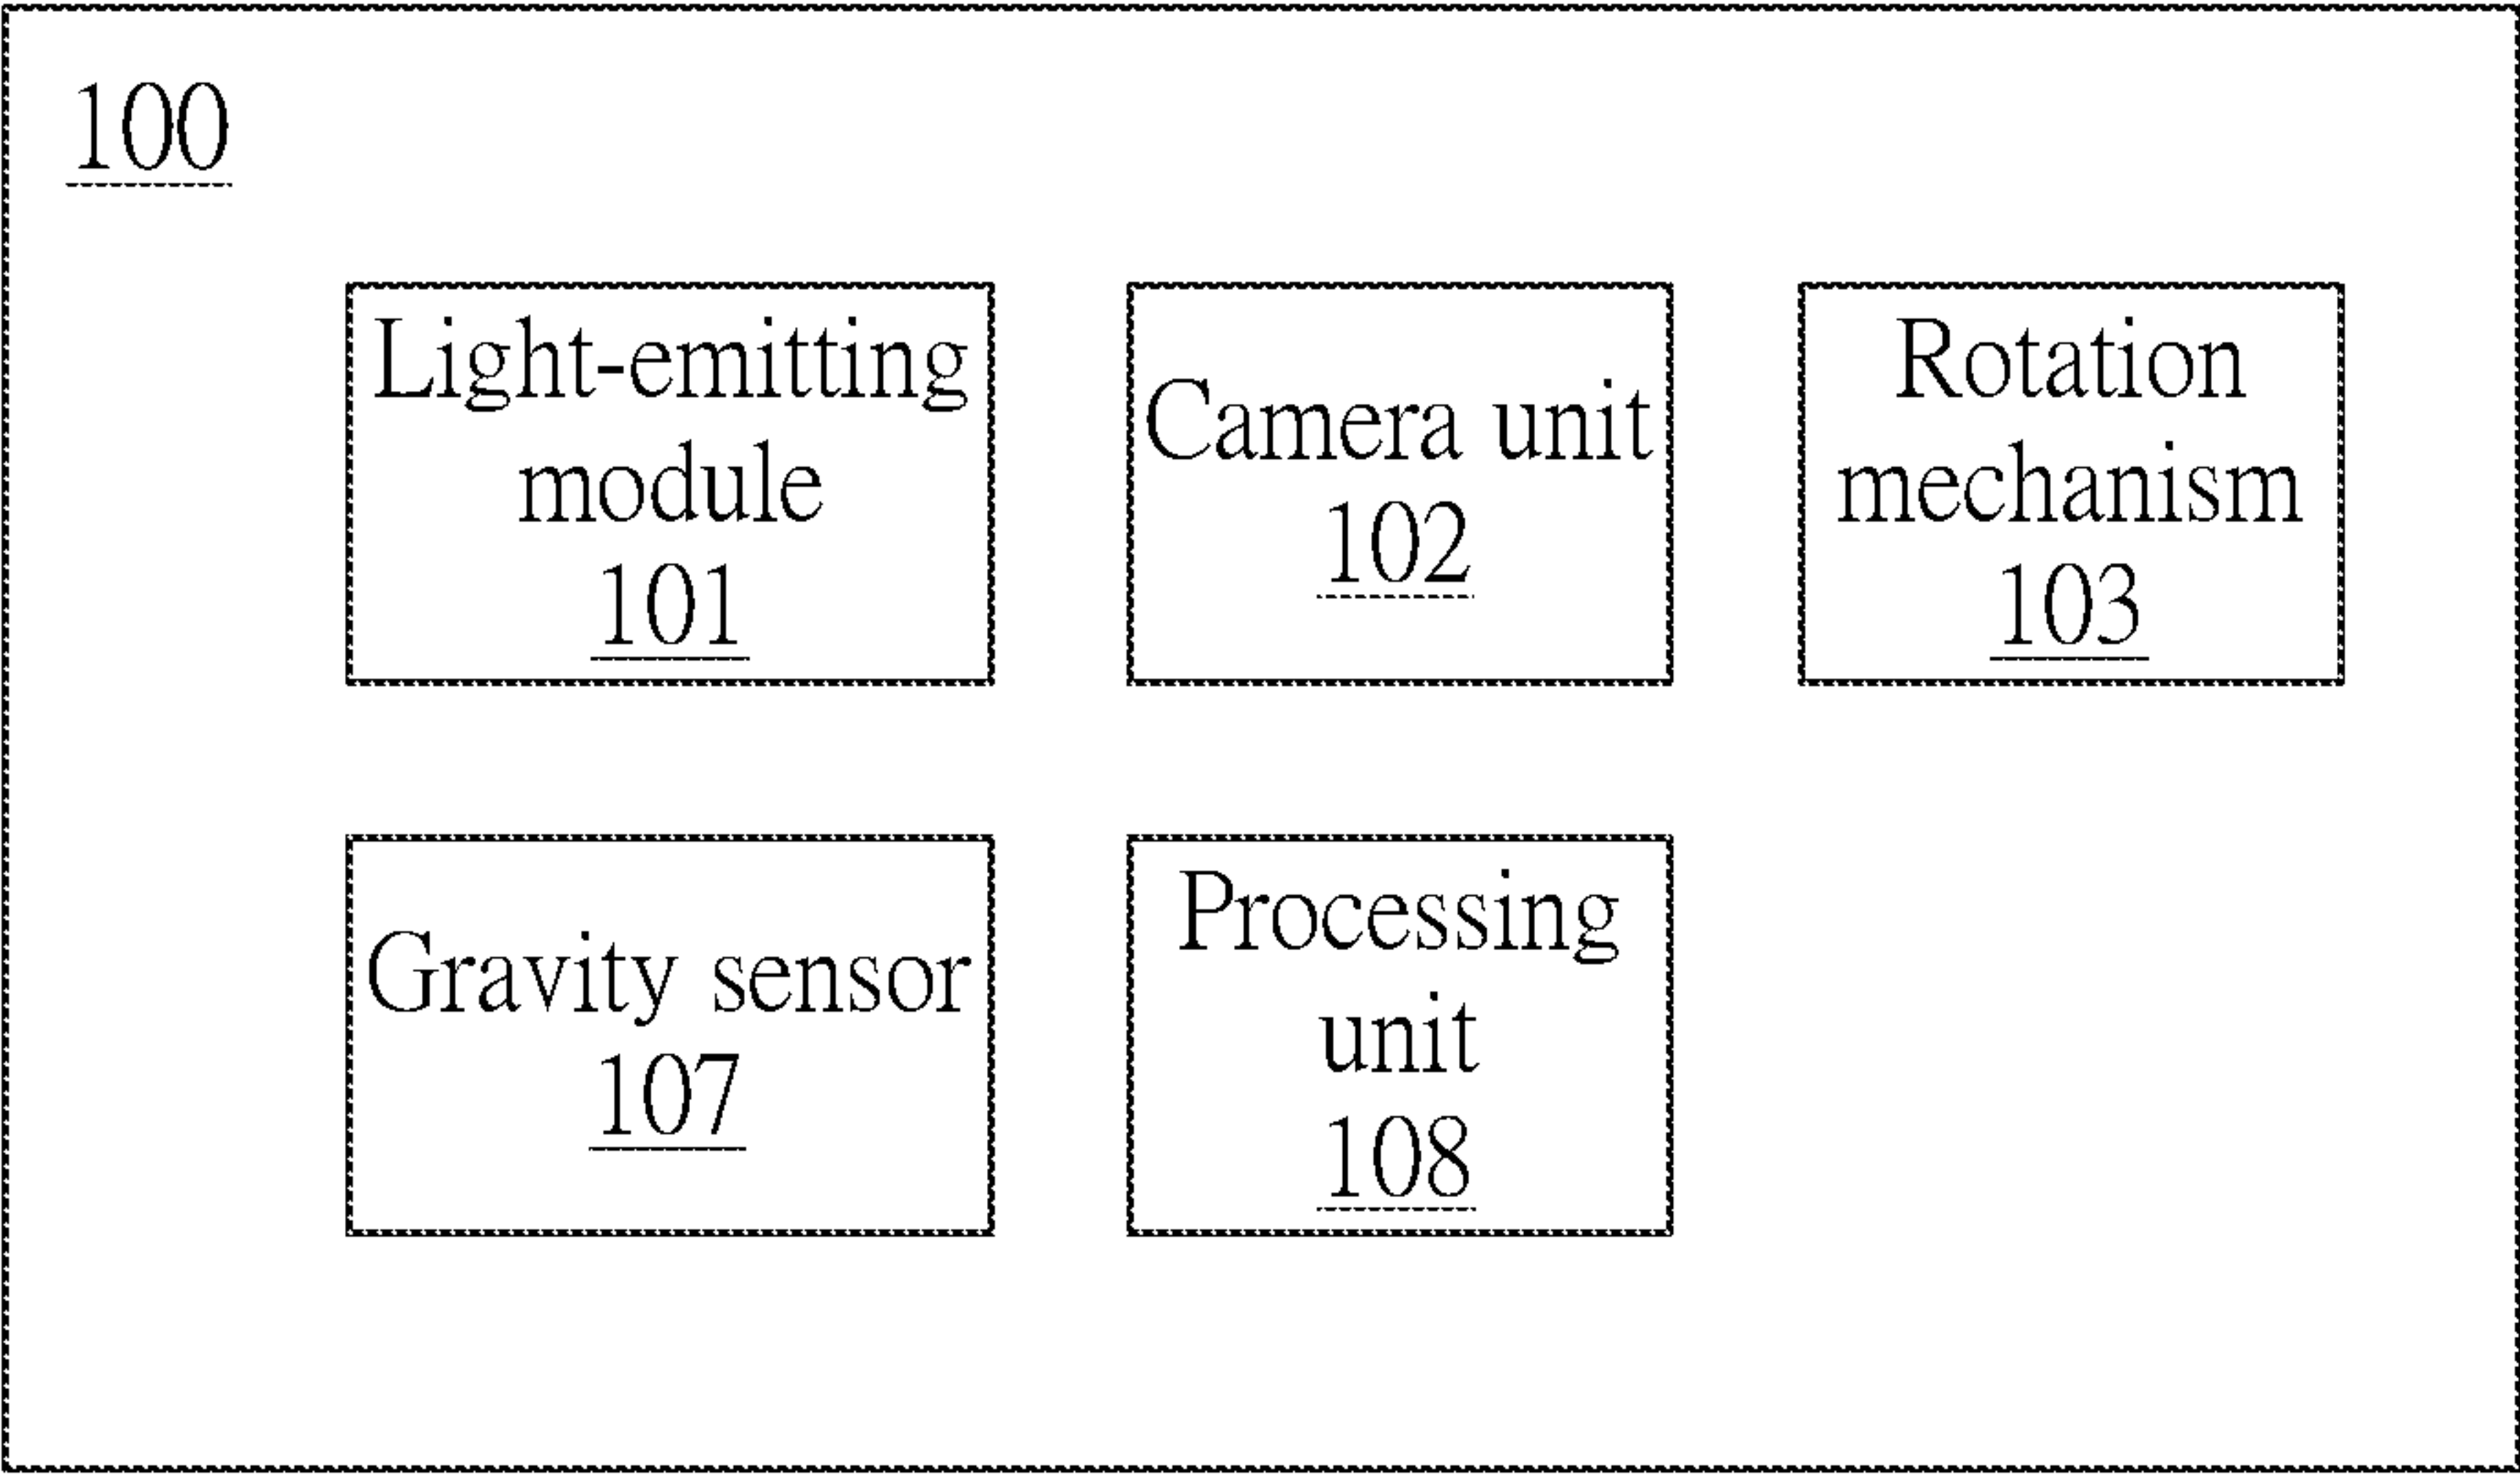 100
Light-emitting
module
101
Camera unit
102
Rotation
mechanism
103
Gravity sensor
107
Processing
unit
108